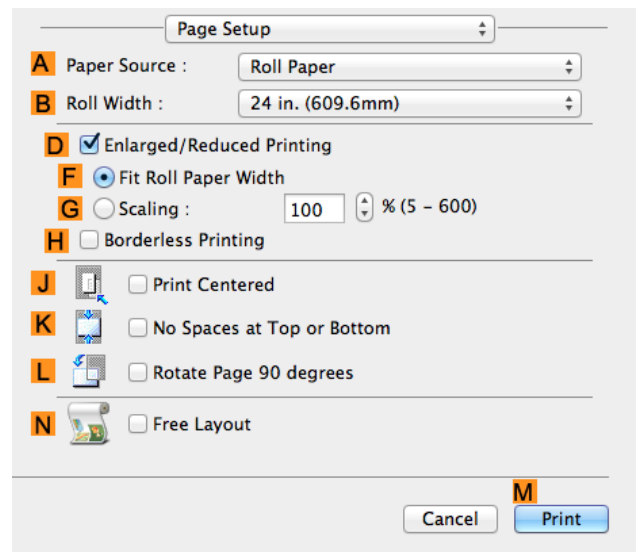 Page Setup
A Paper Source : Roll Paper
B Roll Width : 24 in. (609.6mm)
D Enlarged/Reduced Printing
F Fit Roll Paper Width
G Scaling : 100 % (5 – 600)
H Borderless Printing
J Print Centered
K No Spaces at Top or Bottom
L Rotate Page 90 degrees
N Free Layout
M
Cancel Print